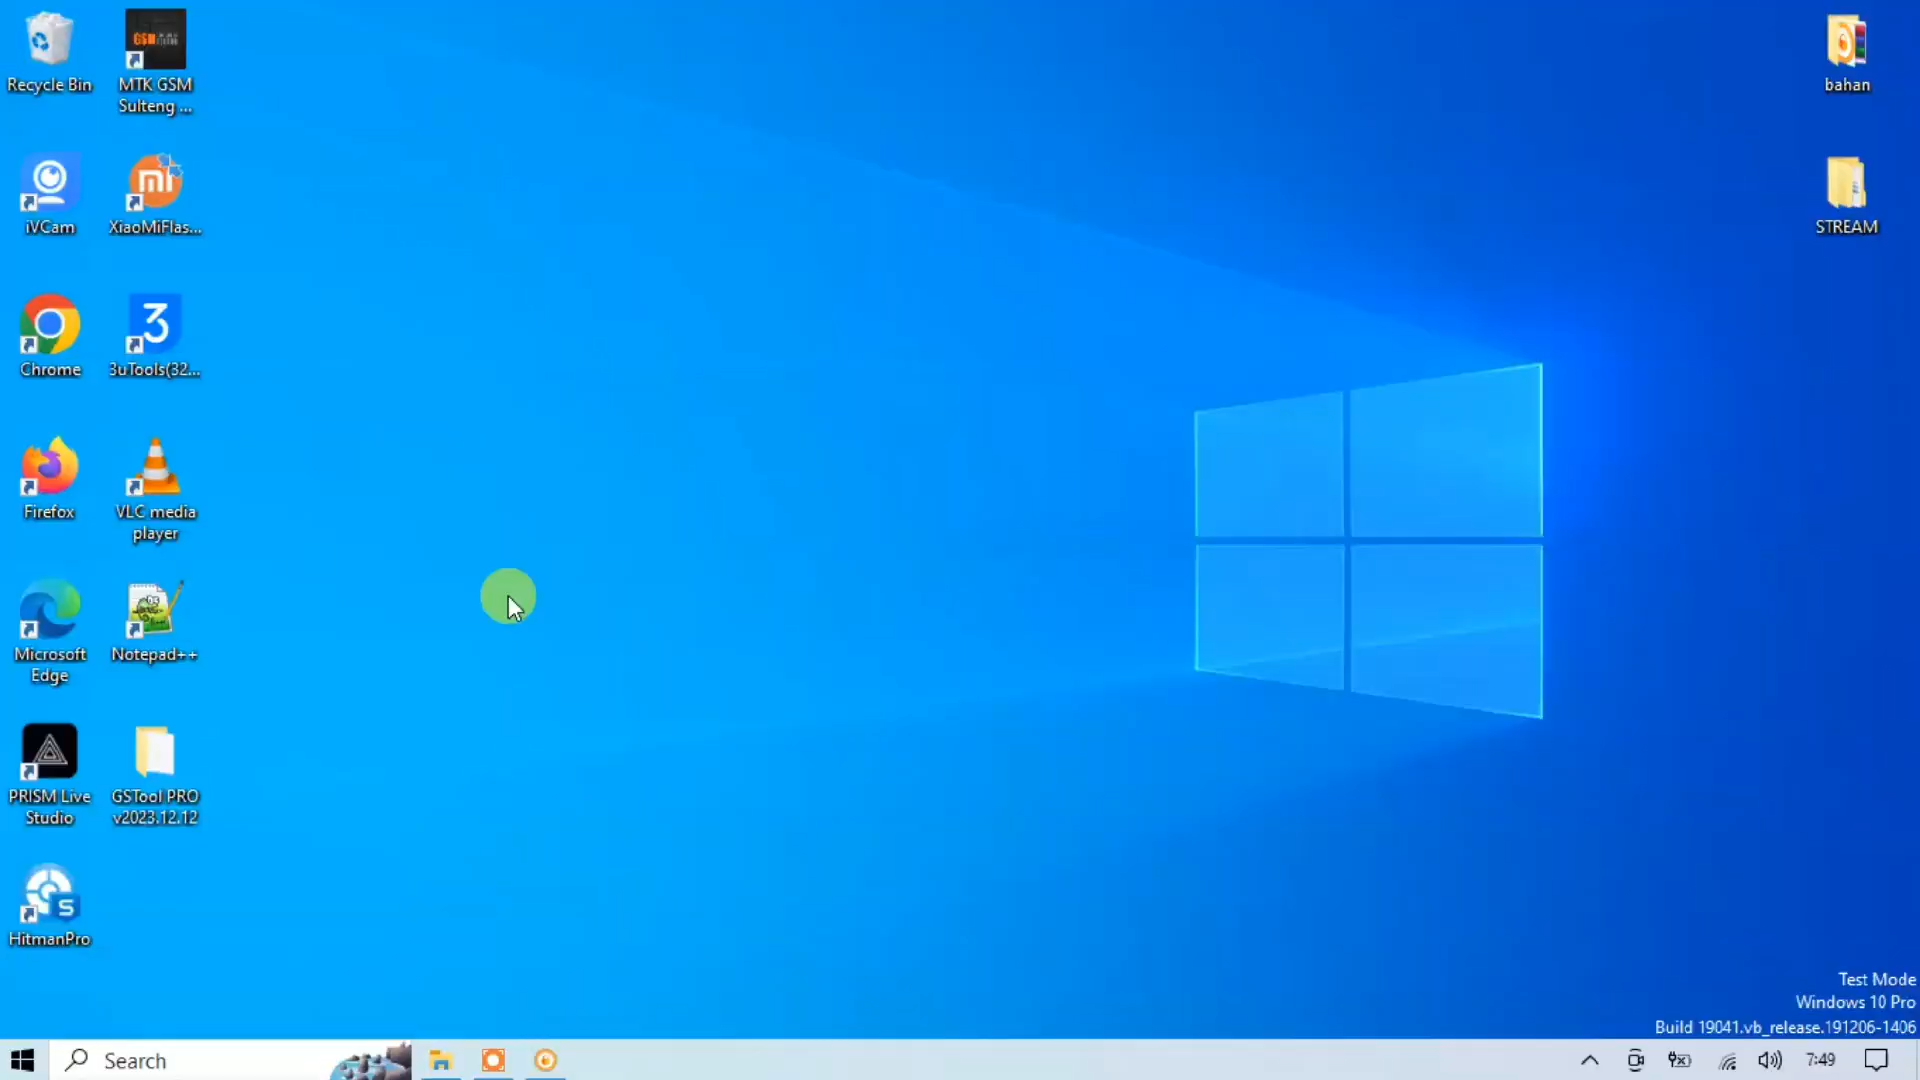 Recycle Bin
MTK GSM
Sulteng ...
iVCam
XiaoMiFlas...
Chrome
3
3uTools(32...
Firefox
VLC media
player
Microsoft
Edge
Notepad++
PRISM Live
Studio
GSTool PRO
v2023.12.12
S
HitmanPro
bahan
STREAM
Test Mode
Windows 10 Pro
Build 19041.vb_release.191206-1406
Search
7:49